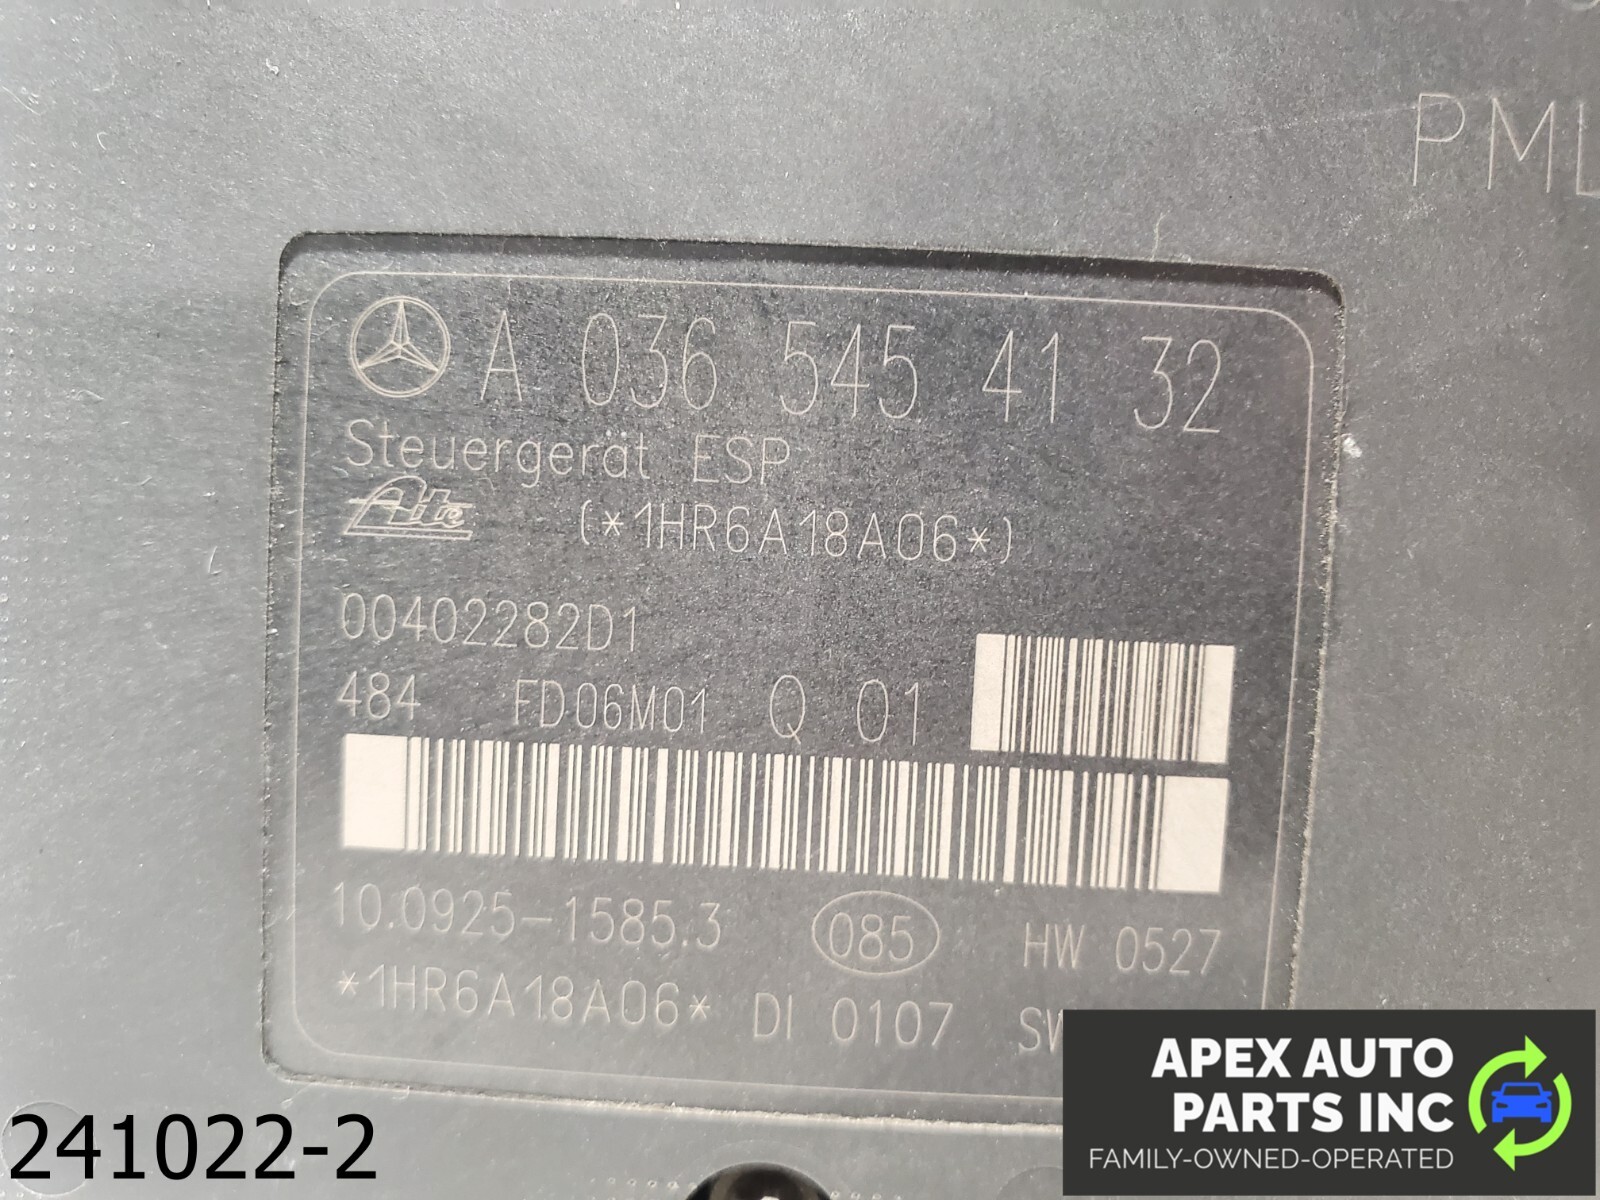 PML
A 036 545 41 32
Steuergerät ESP
Ate (*1HR6A18A06*)
00402282D1
484 FD06M01 Q 01
10.0925-1585.3 085 HW 0527
*1HR6A18A06* DI 0107 SW
241022-2
APEX AUTO
PARTS INC
FAMILY-OWNED-OPERATED